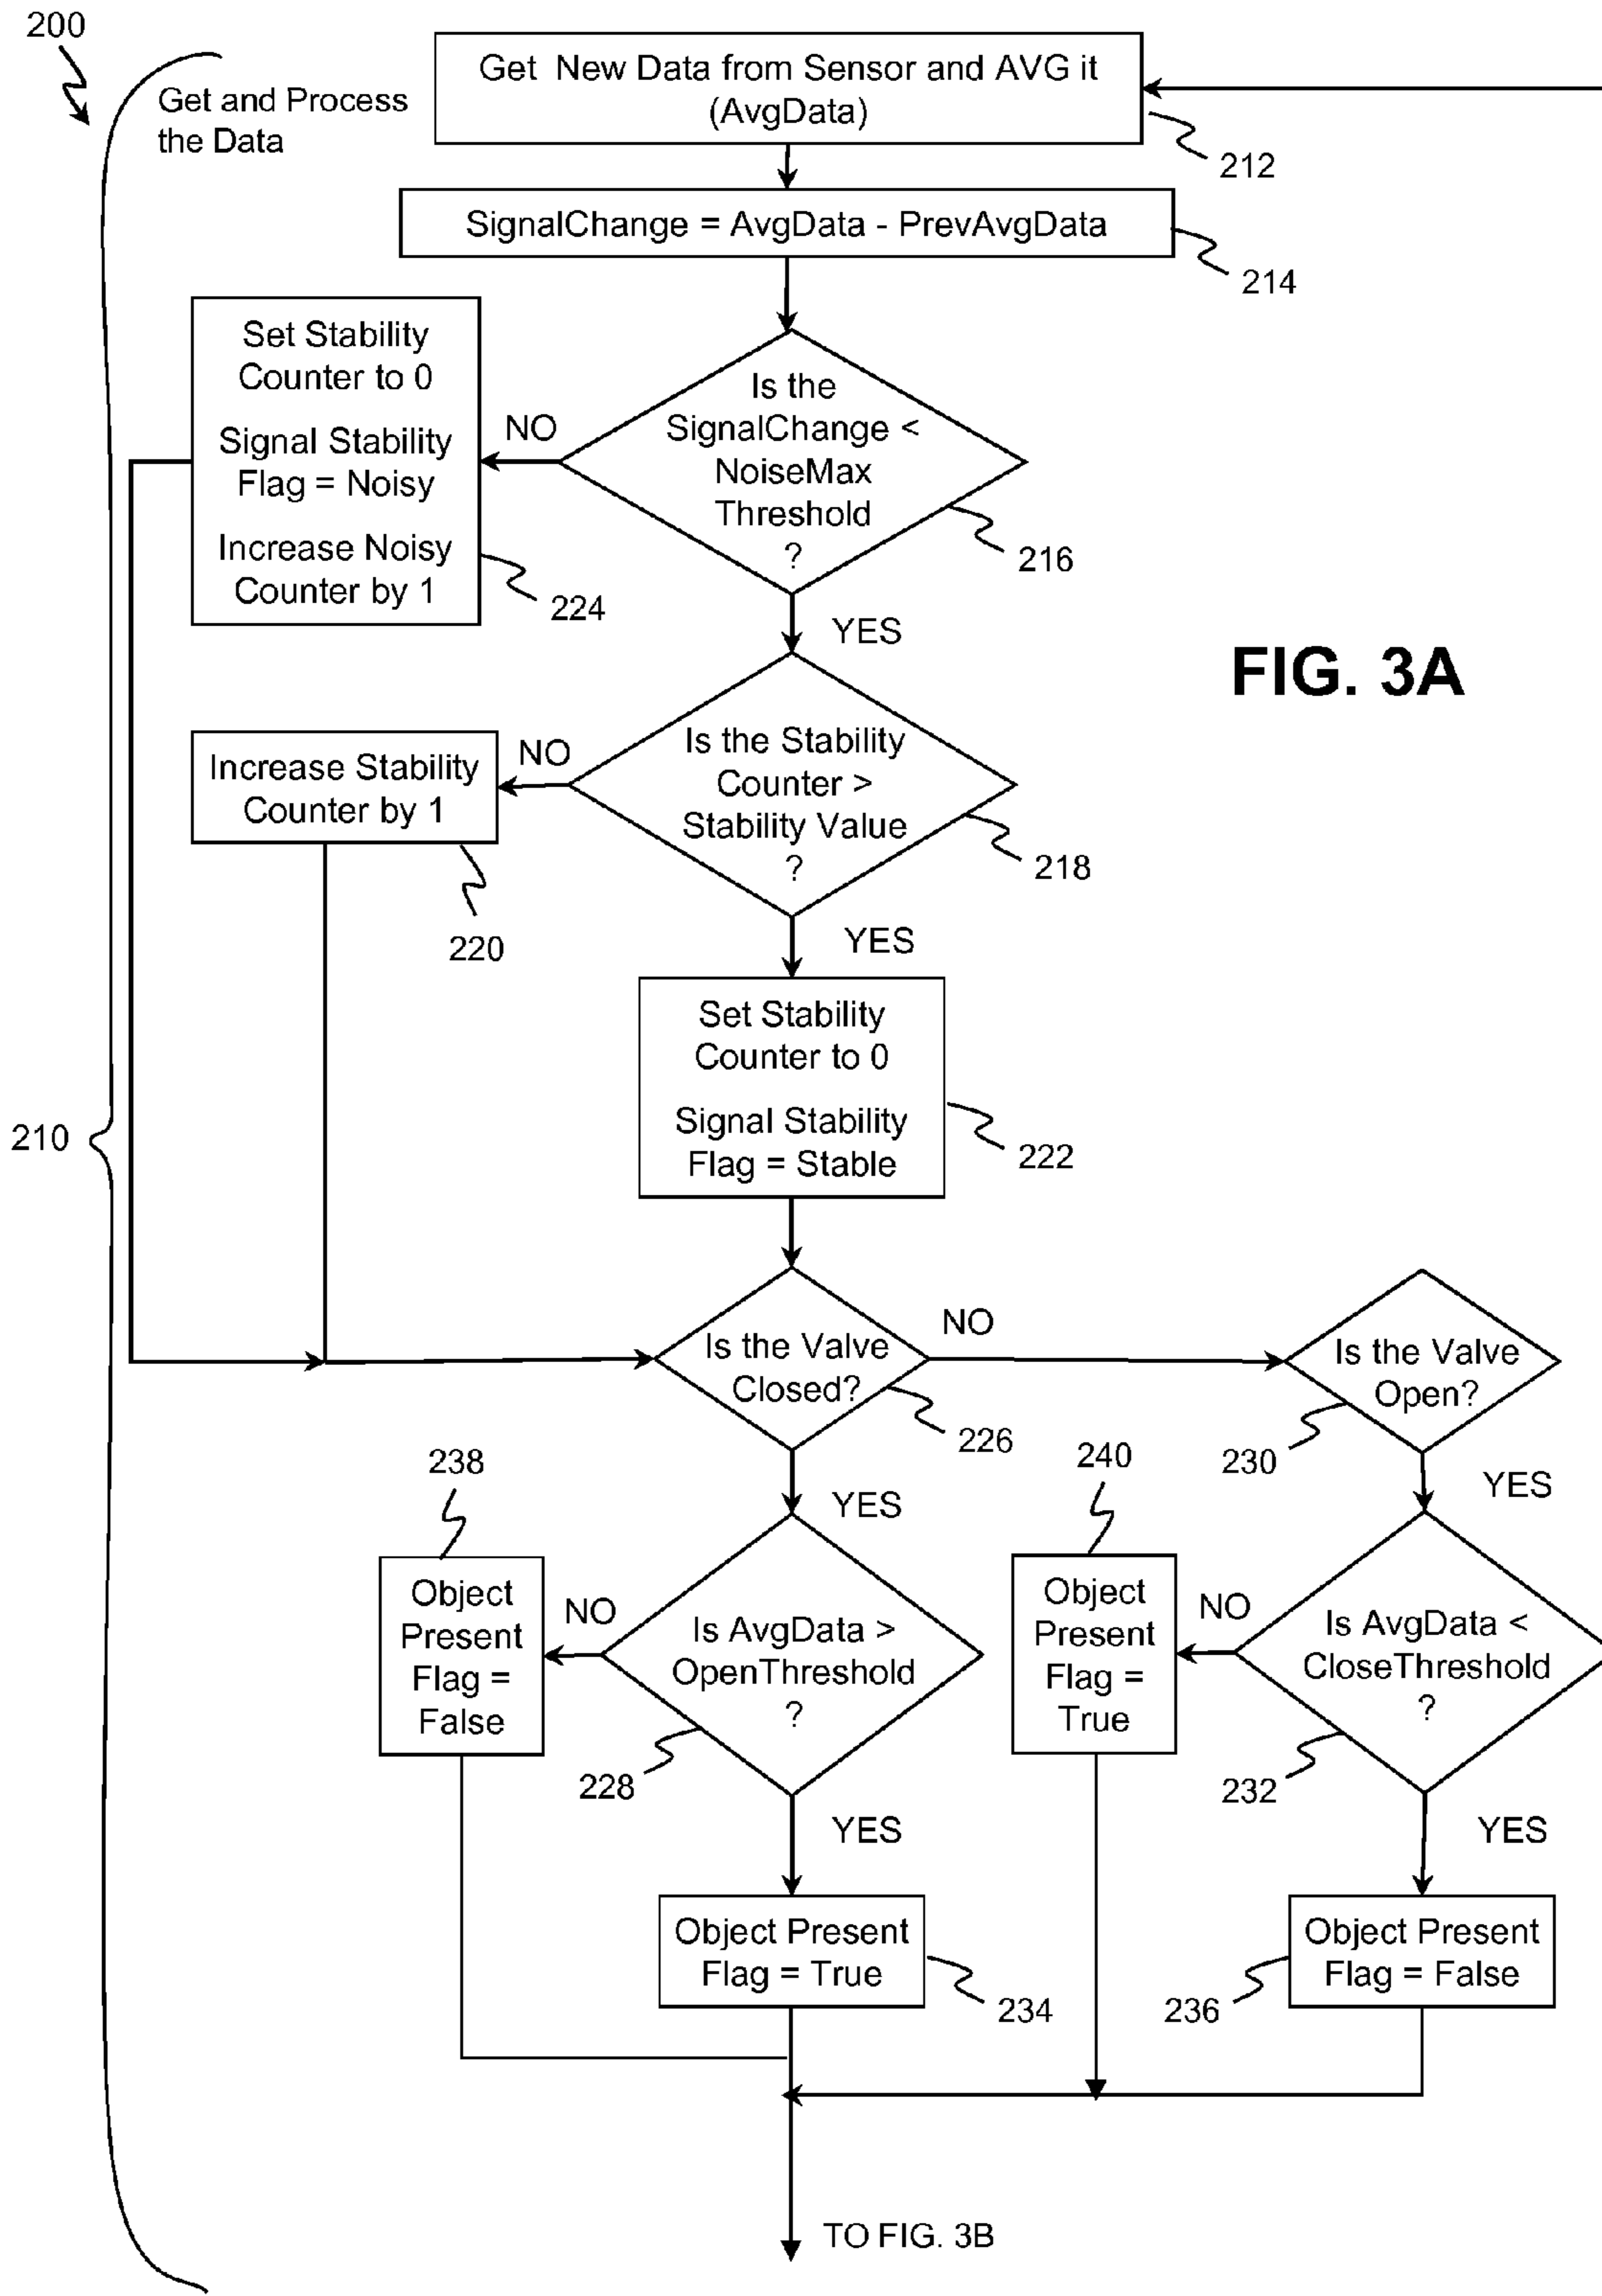 200
Get and Process
the Data
Get New Data from Sensor and AVG it
(AvgData)
212
SignalChange = AvgData - PrevAvgData
214
Set Stability
Counter to 0
Signal Stability
Flag = Noisy
Increase Noisy
Counter by 1
224
NO
Is the
SignalChange <
NoiseMax
Threshold
?
216
YES
FIG. 3A
Increase Stability
Counter by 1
220
NO
Is the Stability
Counter >
Stability Value
?
218
YES
Set Stability
Counter to 0
Signal Stability
Flag = Stable
222
210
Is the Valve
Closed?
226
NO
Is the Valve
Open?
230
YES
YES
238
Object
Present
Flag =
False
NO
Is AvgData >
OpenThreshold
?
228
240
Object
Present
Flag =
True
NO
Is AvgData <
CloseThreshold
?
232
YES
YES
Object Present
Flag = True
234
Object Present
Flag = False
236
TO FIG. 3B